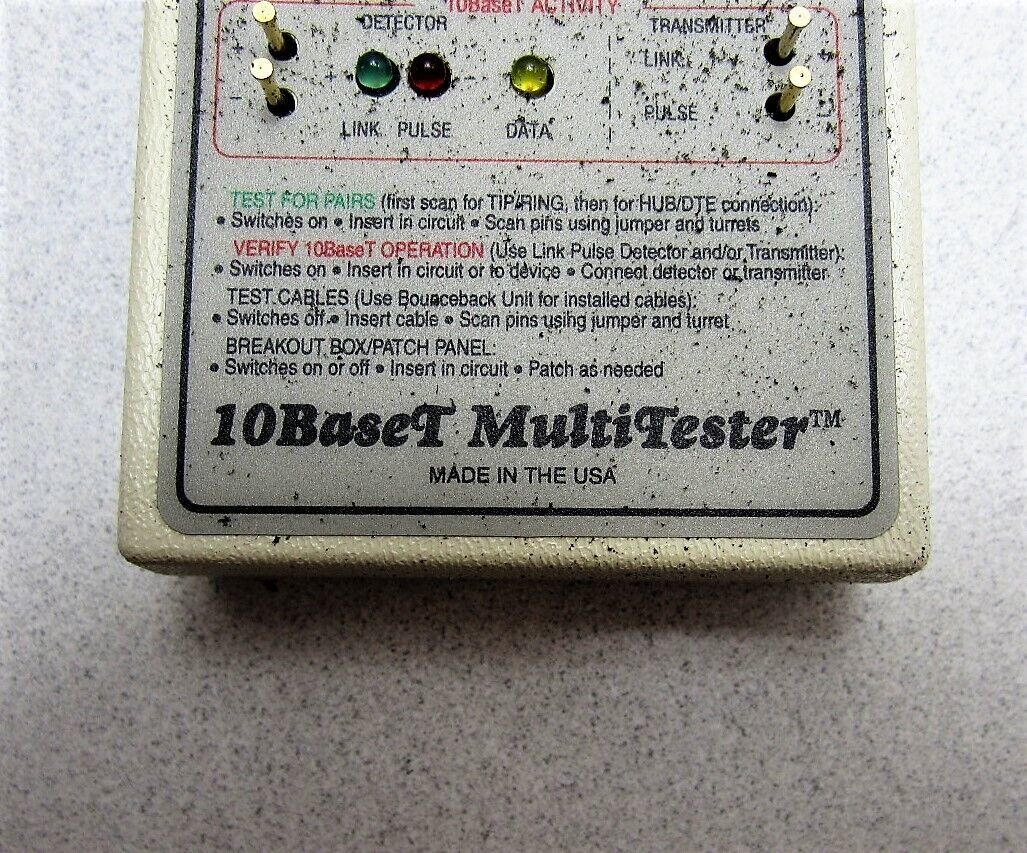 10BaseT ACTIVITY
DETECTOR
TRANSMITTER
+
+
+
LINK
-
-
PULSE
LINK PULSE
DATA
TEST FOR PAIRS (first scan for TIP/RING, then for HUB/DTE connection):
• Switches on • Insert in circuit • Scan pins using jumper and turrets
VERIFY 10BaseT OPERATION (Use Link Pulse Detector and/or Transmitter):
• Switches on • Insert in circuit or to device • Connect detector or transmitter
TEST CABLES (Use Bounceback Unit for installed cables):
• Switches off • Insert cable • Scan pins using jumper and turret
BREAKOUT BOX/PATCH PANEL:
• Switches on or off • Insert in circuit • Patch as needed
10BaseT MultiTester™
MADE IN THE USA